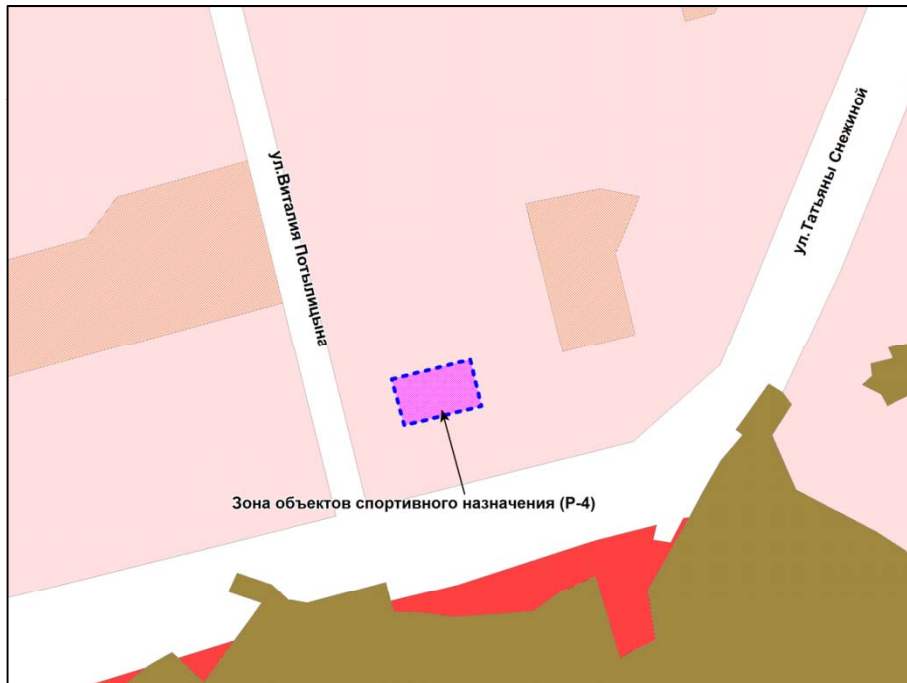 ул.Виталия Потылицына
ул.Татьяны Снежиной
Зона объектов спортивного назначения (Р-4)